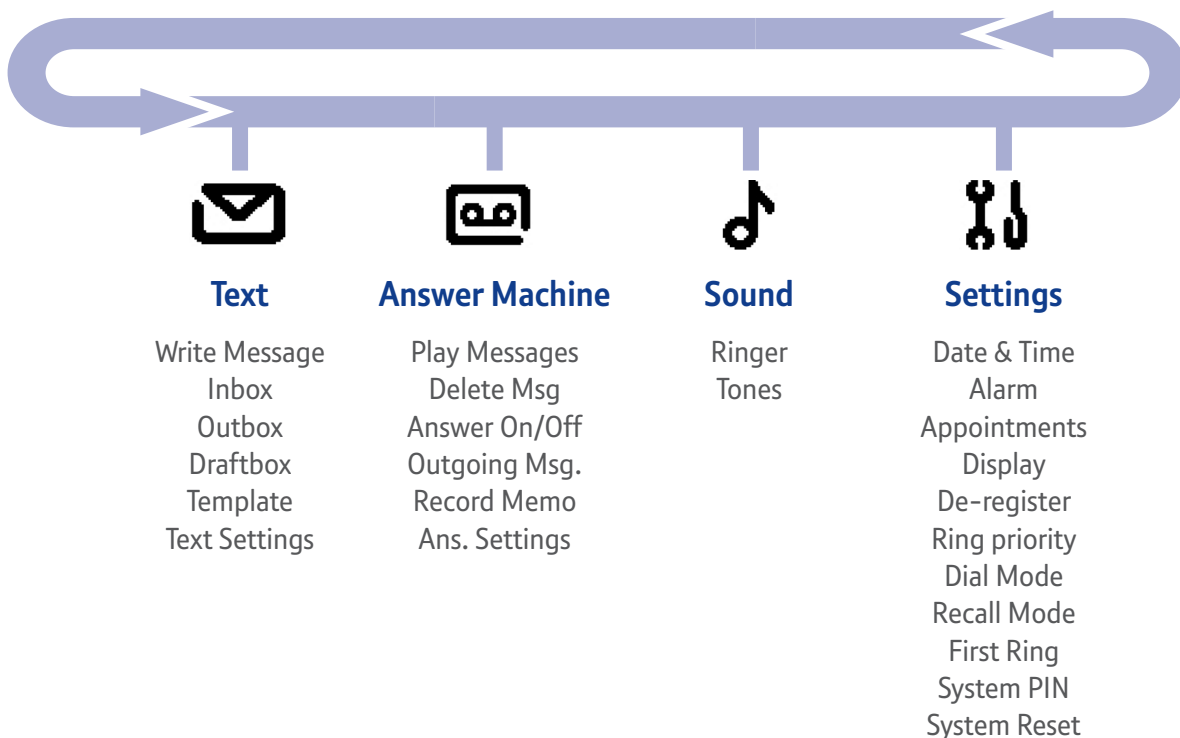 Text
Write Message
Inbox
Outbox
Draftbox
Template
Text Settings
Answer Machine
Play Messages
Delete Msg
Answer On/Off
Outgoing Msg.
Record Memo
Ans. Settings
Sound
Ringer
Tones
Settings
Date & Time
Alarm
Appointments
Display
De-register
Ring priority
Dial Mode
Recall Mode
First Ring
System PIN
System Reset